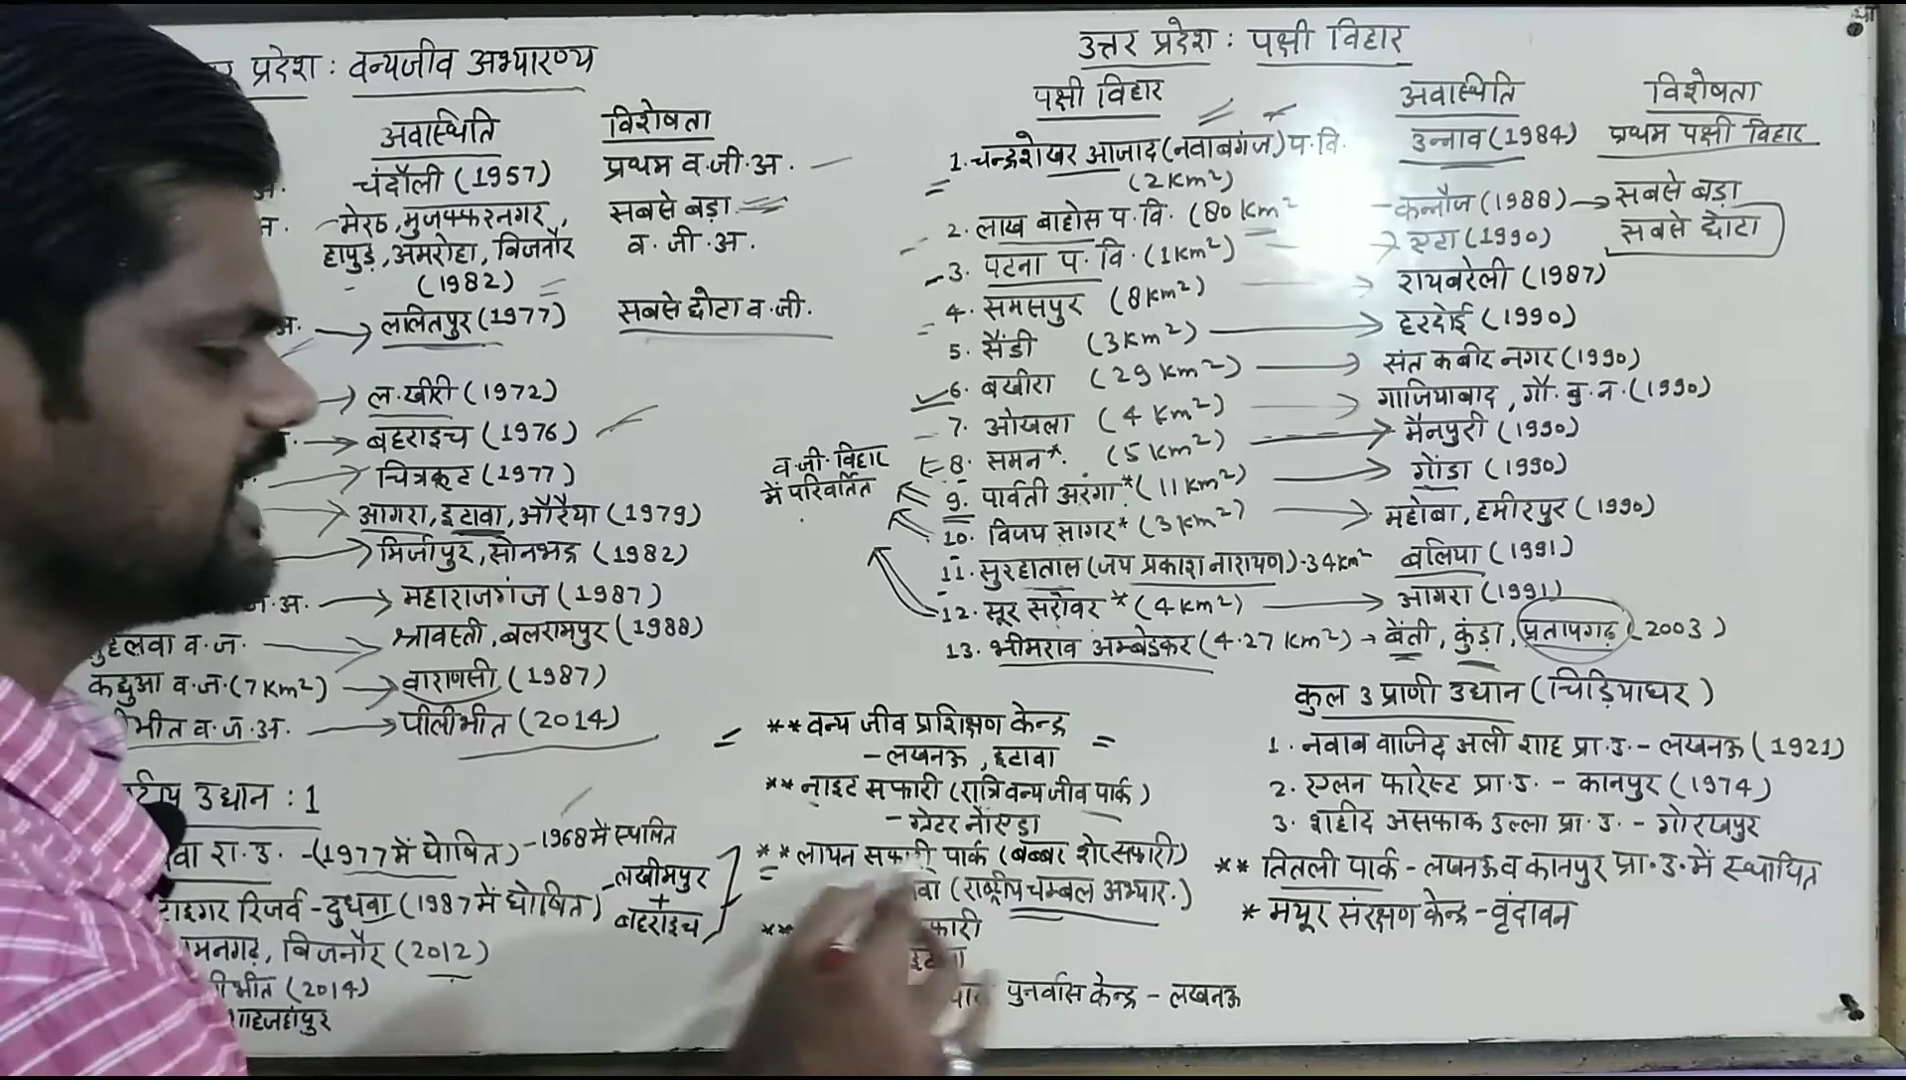 प्रदेश : वन्यजीव अभ्यारण्य
अवास्थिति
विशेषता
चंदौली (1957)
प्रथम व.जी.अ.
मेरठ, मुजफ्फरनगर,
हापुड़, अमरोहा, बिजनौर
(1982)
सबसे बड़ा
व.जी.अ.
ललितपुर (1977)
सबसे छोटा व.जी.
ल.खीरी (1972)
बहराइच (1976)
चित्रकूट (1977)
आगरा, इटावा, औरैया (1979)
मिर्जापुर, सोनभद्र (1982)
महाराजगंज (1987)
व.ज. श्रावस्ती, बलरामपुर (1988)
कछुआ व.ज. (7 Km²) वाराणसी (1987)
व.ज.अ. पीलीभीत (2014)
उद्यान : 1
रा.उ. - (1977 में घोषित) - 1968 में स्थापित
टाइगर रिजर्व - दुधवा (1987 में घोषित)
लखीमपुर
+
बहराइच
बिजनौर (2012)
(2014)
उत्तर प्रदेश : पक्षी विहार
पक्षी विहार
अवास्थिति
विशेषता
1. चन्द्रशेखर आजाद (नवाबगंज) प.वि. उन्नाव (1984) प्रथम पक्षी विहार
(2 Km²)
2. लाख बाहोस प.वि. (80 Km² कन्नौज (1988) सबसे बड़ा
3. पटना प.वि. (1 Km²) एटा (1990) सबसे छोटा
4. समसपुर (8 Km²) रायबरेली (1987)
5. सैंडी (3 Km²) हरदोई (1990)
6. बखीरा (29 Km²) संत कबीर नगर (1990)
7. ओखला (4 Km²) गाजियाबाद, गौ.बु.न. (1990)
8. समन* (5 Km²) मैनपुरी (1990)
9. पार्वती अरंगा* (11 Km²) गोंडा (1990)
10. विजय सागर* (3 Km²) महोबा, हमीरपुर (1990)
11. सुरहाताल (जय प्रकाश नारायण) - 34 Km² बलिया (1991)
12. सूर सरोवर* (4 Km²) आगरा (1991)
13. भीमराव अम्बेडकर (4.27 Km²) → बेंती, कुंडा, प्रतापगढ़ 2003)
व.जी. विहार
में परिवर्तित
** वन्य जीव प्रशिक्षण केन्द्र
- लखनऊ, इटावा
** नाइट सफारी (रात्रि वन्य जीव पार्क)
- ग्रेटर नौएडा
** लायन सफारी पार्क (बब्बर शेर सफारी)
(राष्ट्रीय चम्बल अभ्यार.)
पुनर्वास केन्द्र - लखनऊ
कुल 3 प्राणी उद्यान (चिड़ियाघर)
1. नवाब वाजिद अली शाह प्रा.उ. - लखनऊ (1921)
2. एलन फारेस्ट प्रा.उ. - कानपुर (1974)
3. शहीद असफाक उल्ला प्रा.उ. - गोरखपुर
** तितली पार्क - लखनऊ व कानपुर प्रा.उ. में स्थापित
* मयूर संरक्षण केन्द्र - वृंदावन